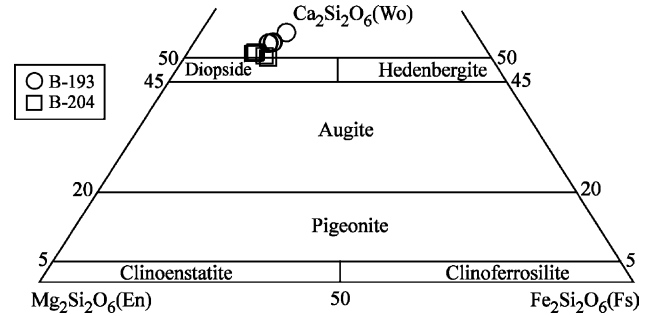 Ca₂Si₂O₆(Wo)
50 50
Diopside Hedenbergite
45 45
B-193
B-204
Augite
20 20
Pigeonite
5 5
Clinoenstatite Clinoferrosilite
Mg₂Si₂O₆(En) 50 Fe₂Si₂O₆(Fs)